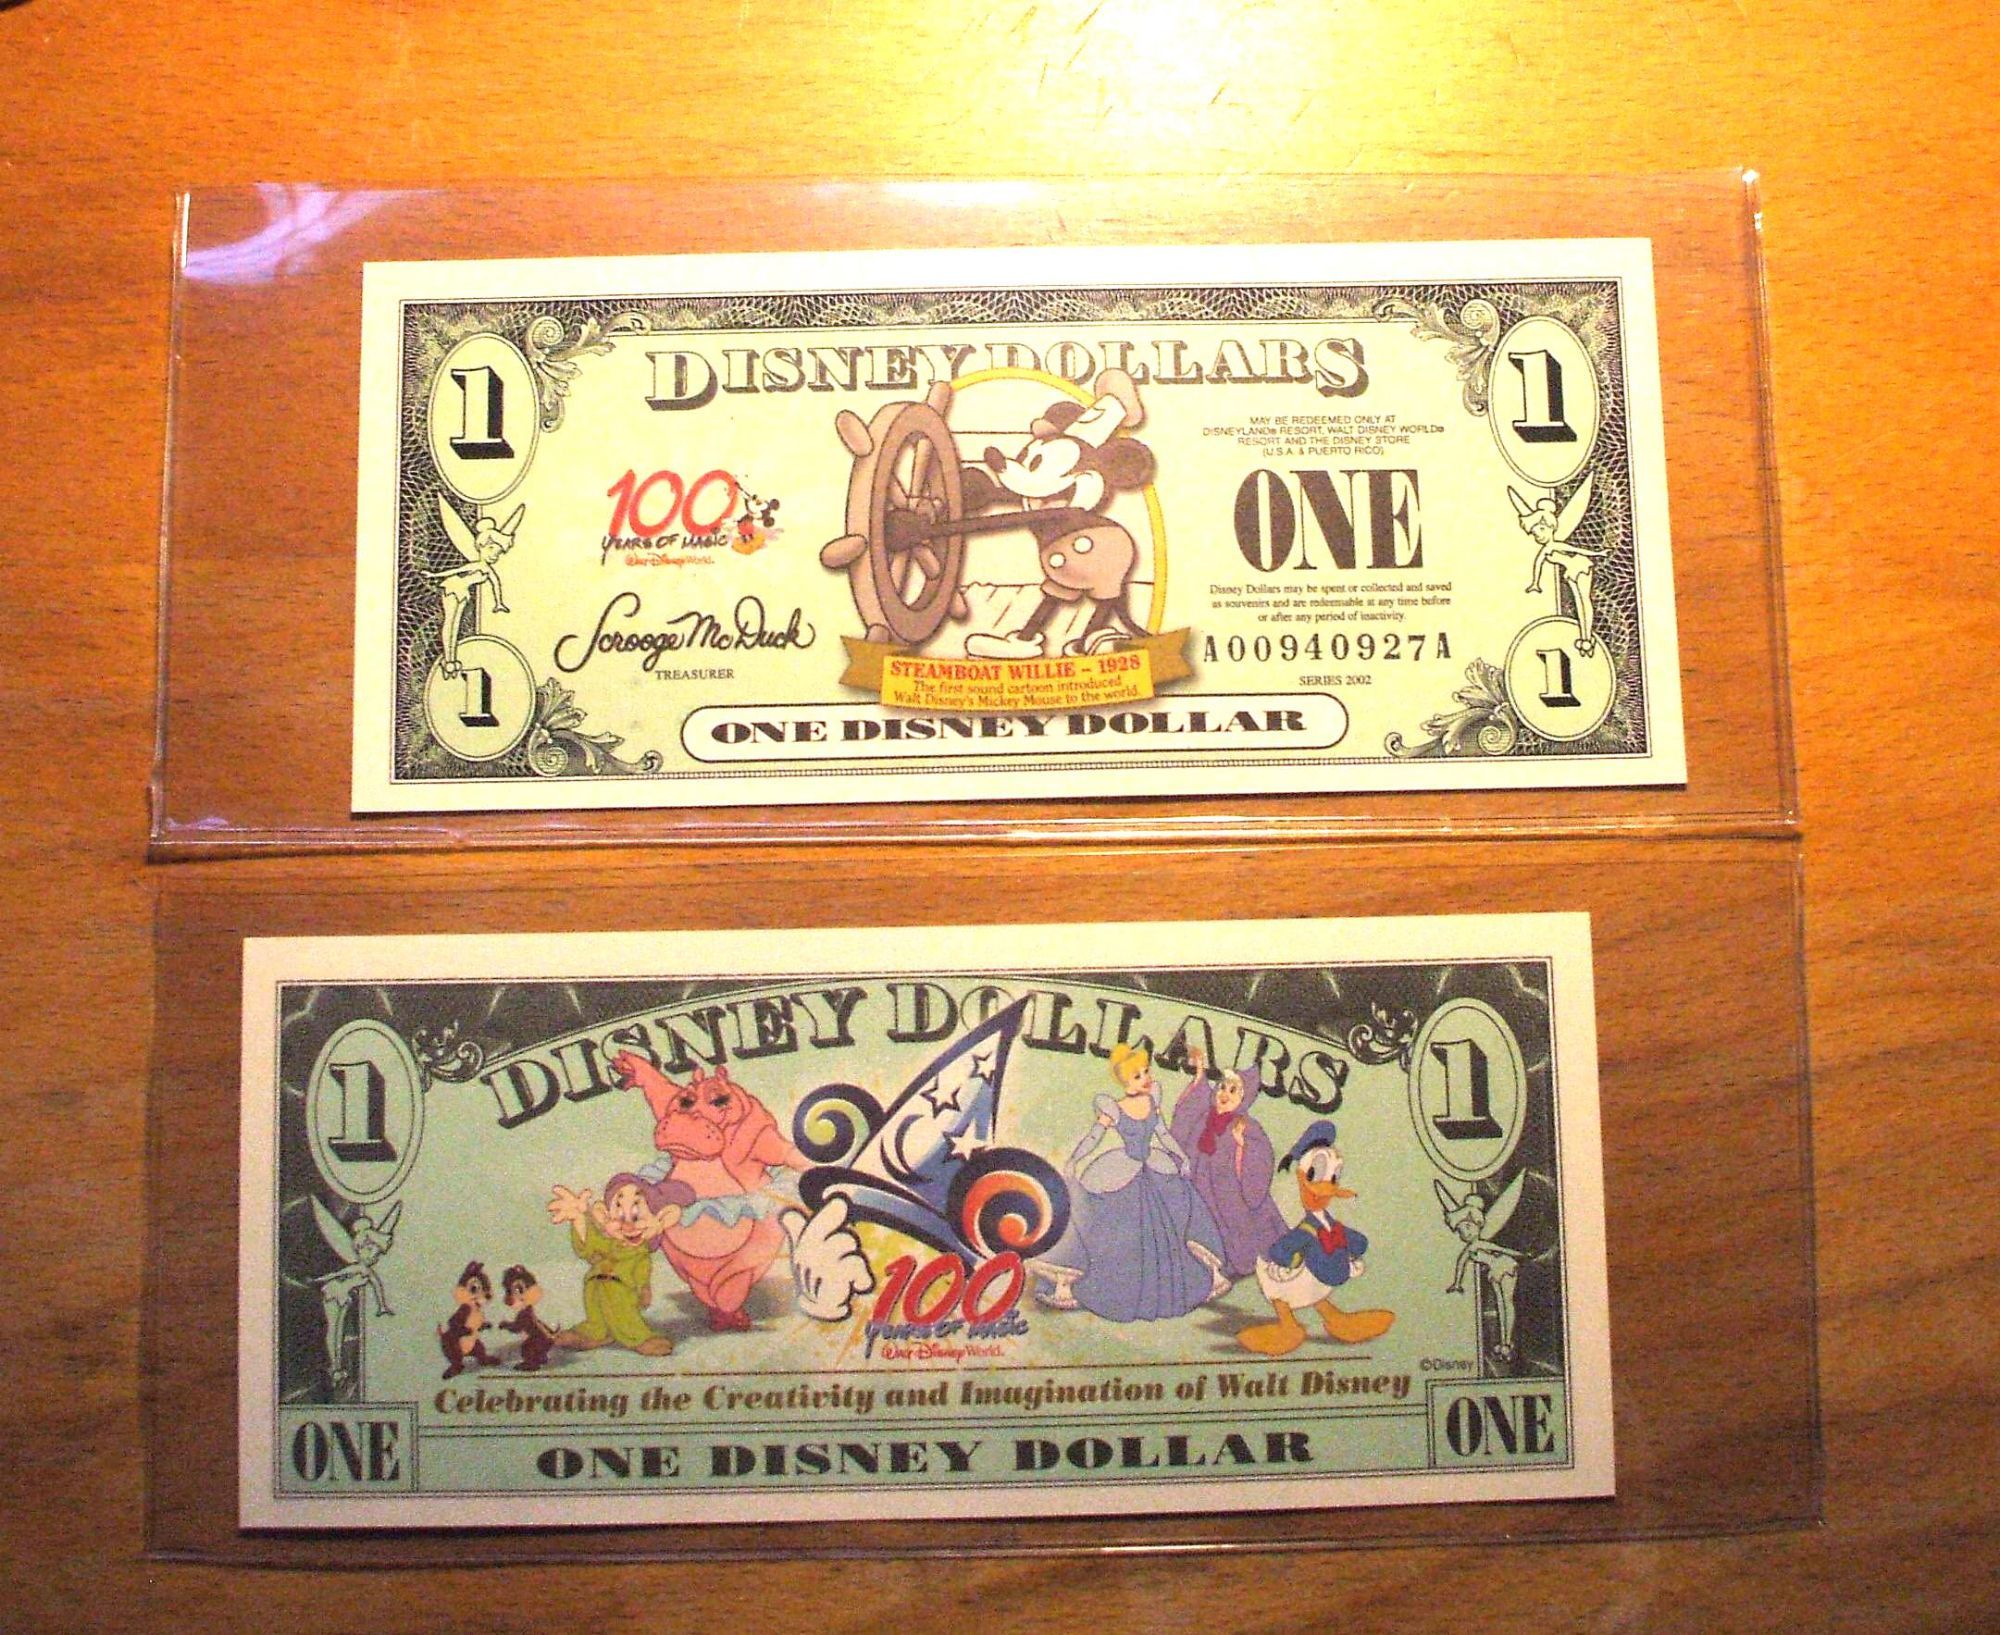 DISNEY DOLLARS
1
1
MAY BE REDEEMED ONLY AT
DISNEYLAND® RESORT, WALT DISNEY WORLD®
RESORT AND THE DISNEY STORE
(U.S.A. & PUERTO RICO)
100
YEARS OF MAGIC
Walt Disney World.
ONE
Disney Dollars may be spent or collected and saved
as souvenirs and are redeemable at any time before
or after any period of inactivity.
Scrooge McDuck
TREASURER
A00940927A
SERIES 2002
STEAMBOAT WILLIE - 1928
The first sound cartoon introduced
Walt Disney's Mickey Mouse to the world.
1
1
ONE DISNEY DOLLAR
DISNEY DOLLARS
1
1
100
YEARS OF MAGIC
Walt Disney World.
©Disney
Celebrating the Creativity and Imagination of Walt Disney
ONE
ONE DISNEY DOLLAR
ONE